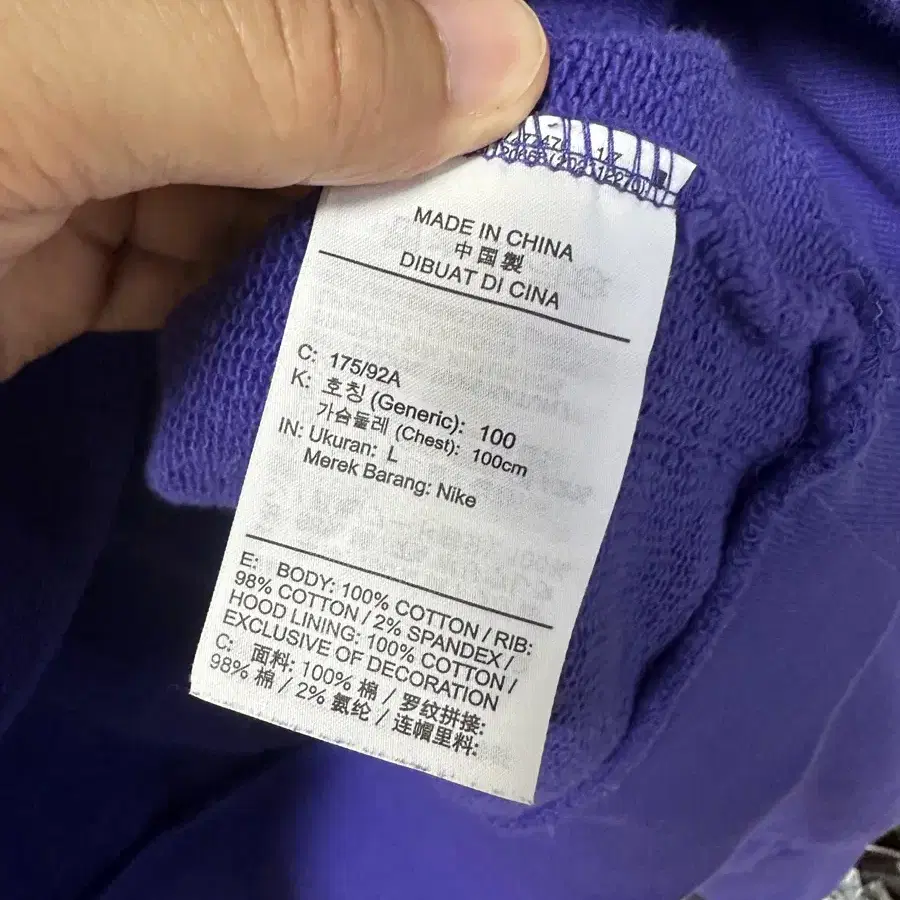 MADE IN CHINA
中国製
DIBUAT DI CINA
C: 175/92A
K: 호칭 (Generic): 100
가슴둘레 (Chest): 100cm
IN: Ukuran: L
Merek Barang: Nike
E: BODY: 100% COTTON / RIB:
98% COTTON / 2% SPANDEX /
HOOD LINING: 100% COTTON /
EXCLUSIVE OF DECORATION
C: 面料: 100% 棉 / 罗纹拼接:
98% 棉 / 2% 氨纶 / 连帽里料: